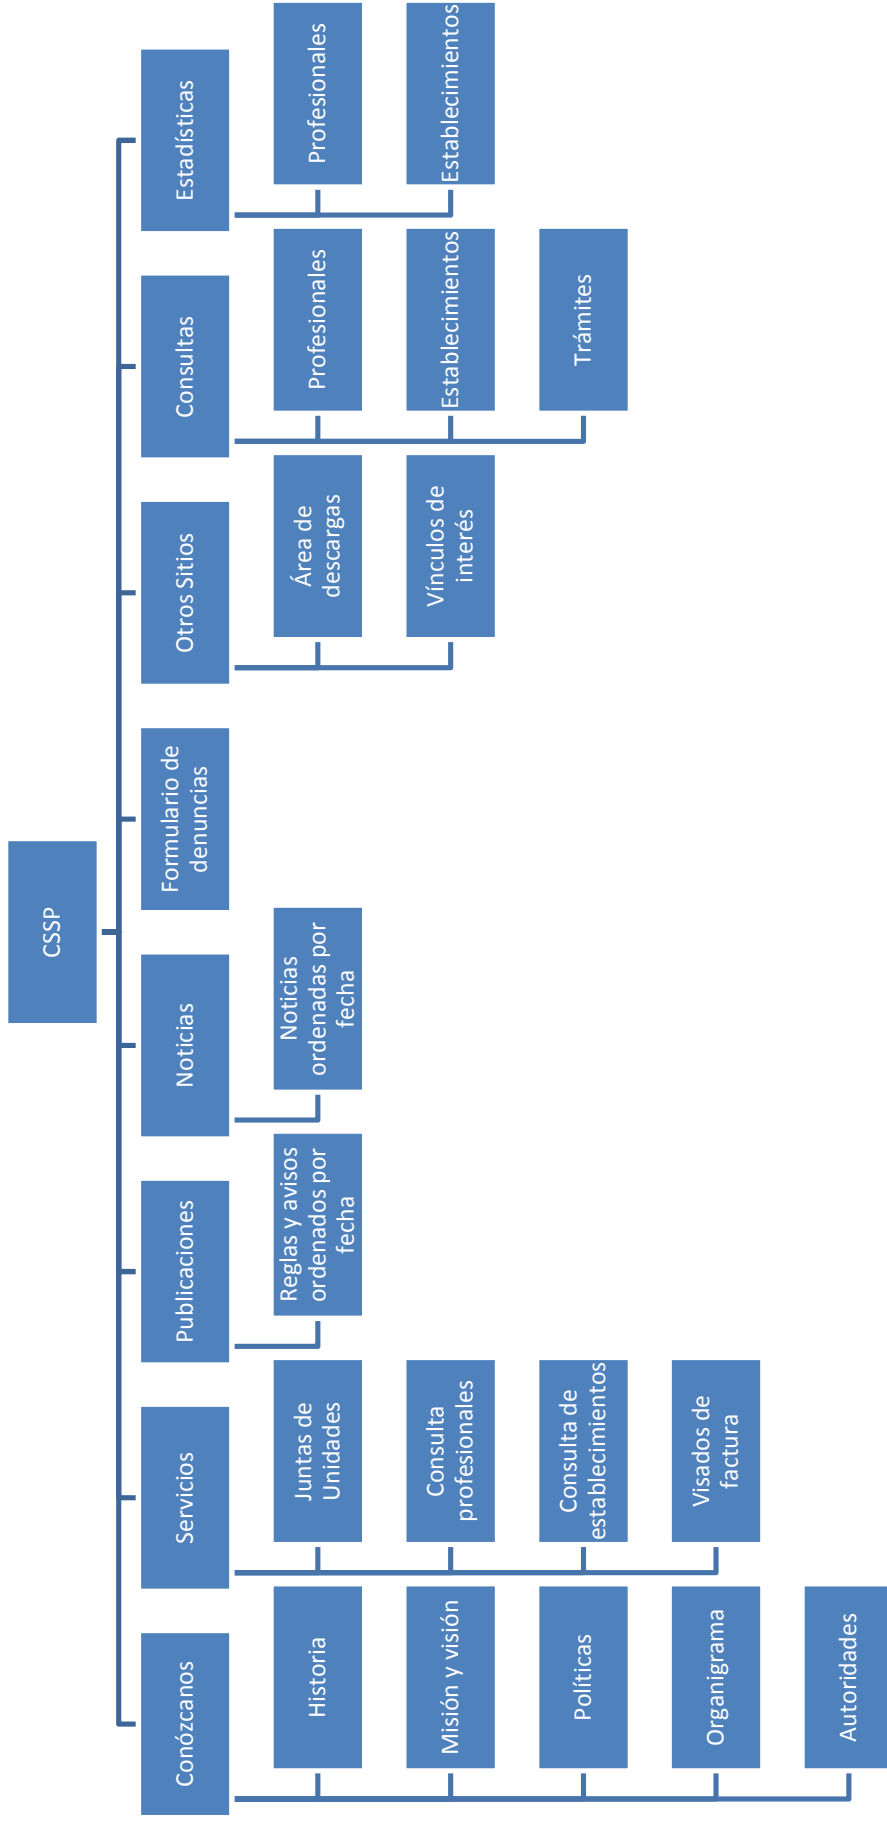 CSSP
Conózcanos
Historia
Misión y visión
Políticas
Organigrama
Autoridades
Servicios
Juntas de
Unidades
Consulta
profesionales
Consulta de
establecimientos
Visados de
factura
Publicaciones
Reglas y avisos
ordenados por
fecha
Noticias
Noticias
ordenadas por
fecha
Formulario de
denuncias
Otros Sitios
Área de
descargas
Vínculos de
interés
Consultas
Profesionales
Establecimientos
Trámites
Estadísticas
Profesionales
Establecimientos